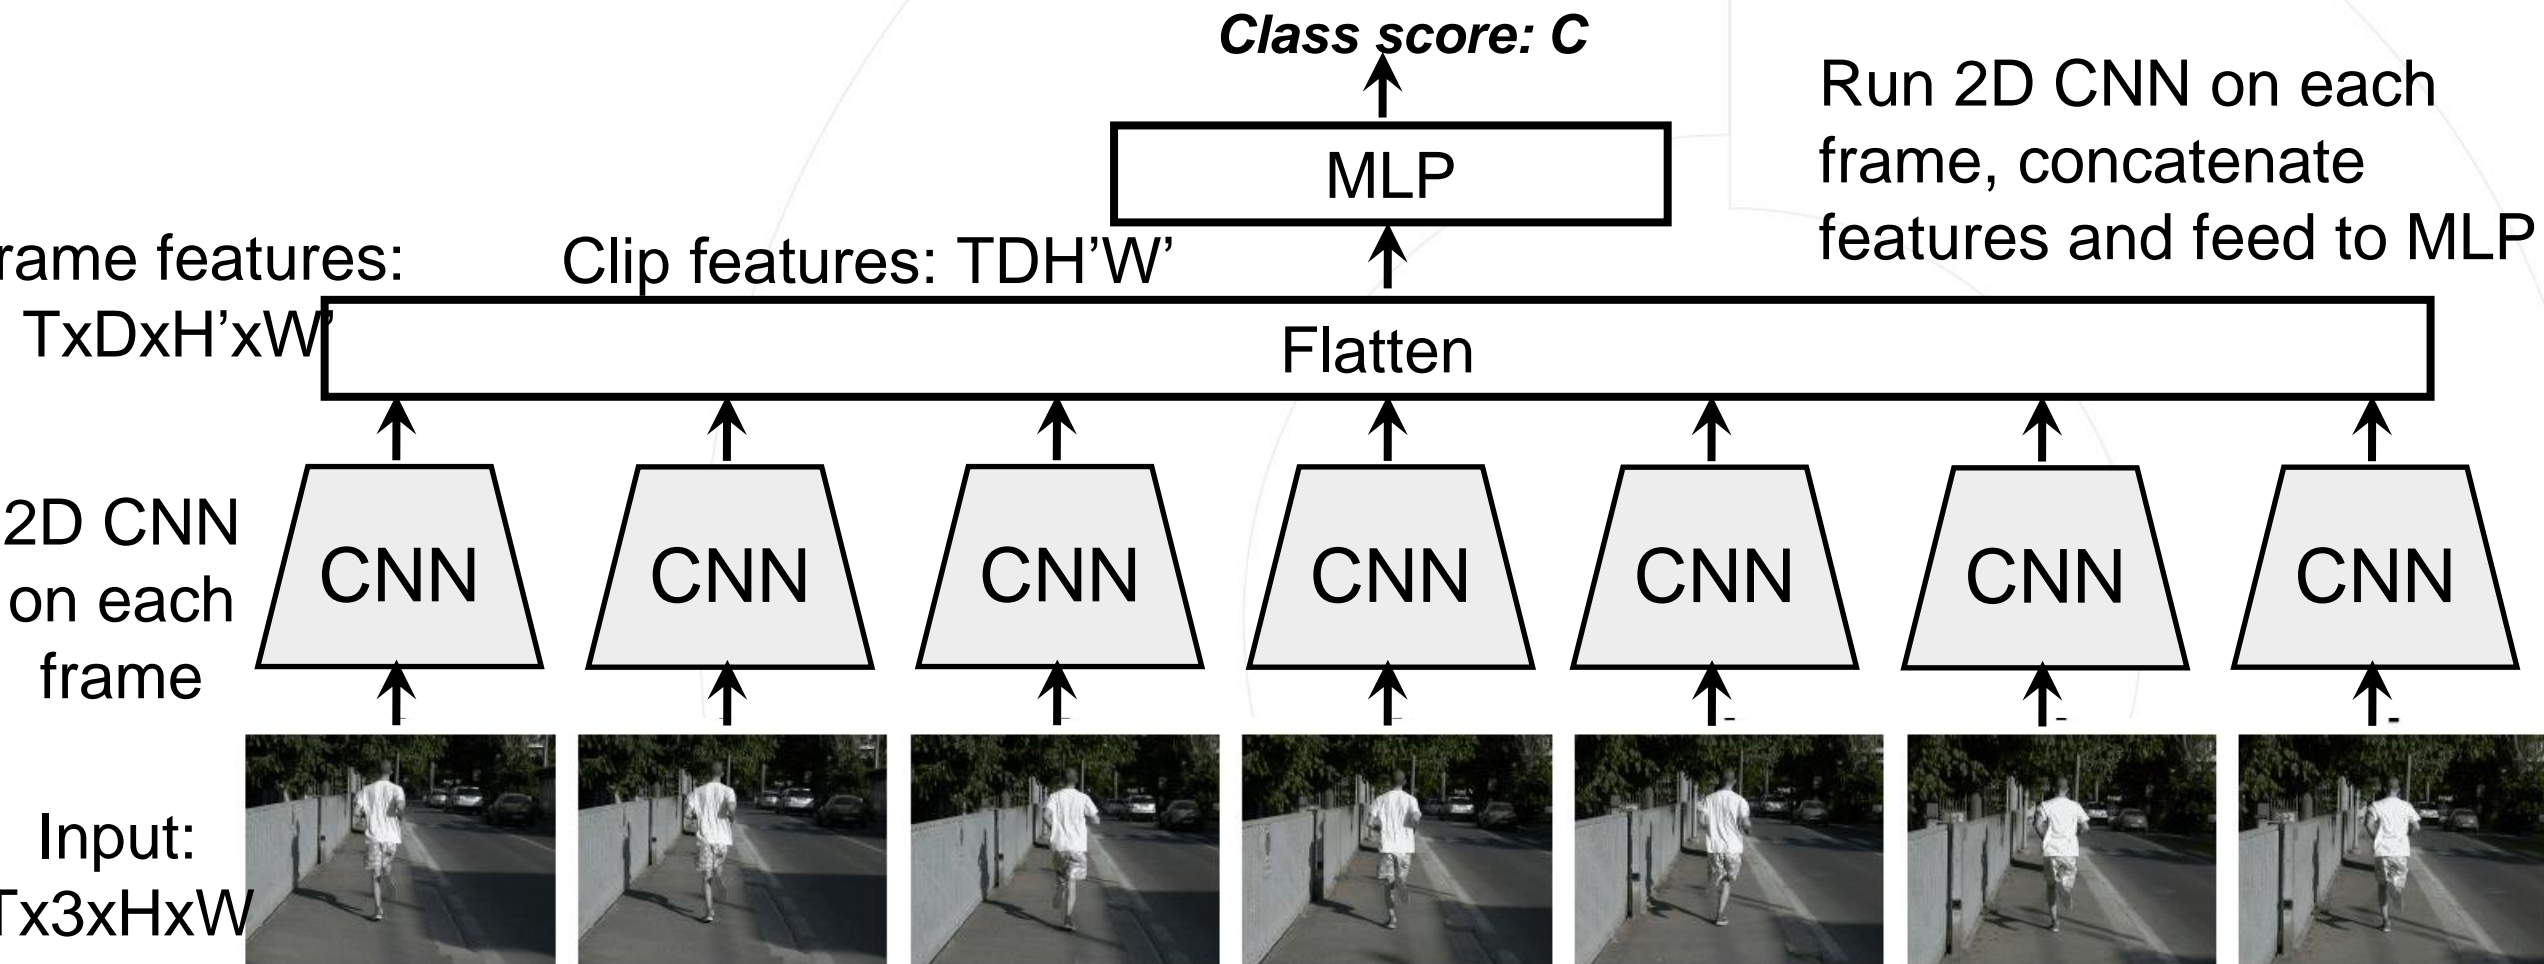 Class score: C
Run 2D CNN on each
frame, concatenate
features and feed to MLP
MLP
rame features:
TxDxH'xW'
Clip features: TDH'W'
Flatten
2D CNN
on each
frame
CNN
CNN
CNN
CNN
CNN
CNN
CNN
Input:
Tx3xHxW